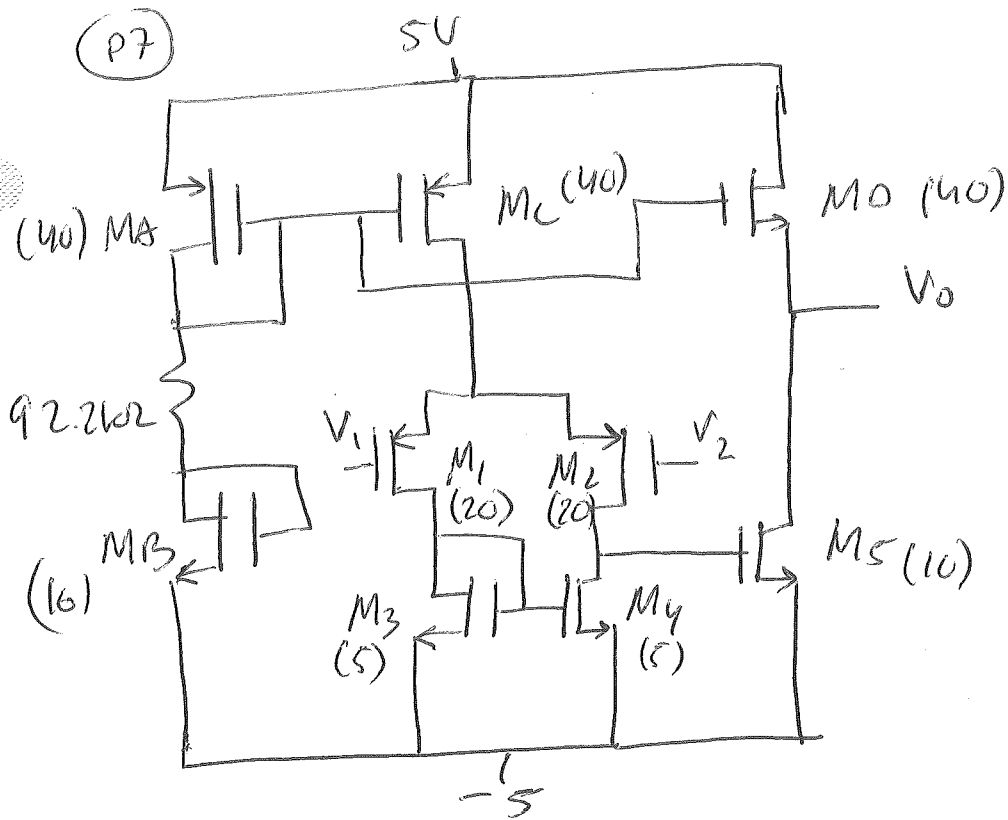 P7
5V
(40) MA
MC (40)
MD (40)
Vo
92.2kΩ
V1
M1
(20)
M2
(20)
V2
MB
(10)
M3
(5)
M4
(5)
M5 (10)
-5